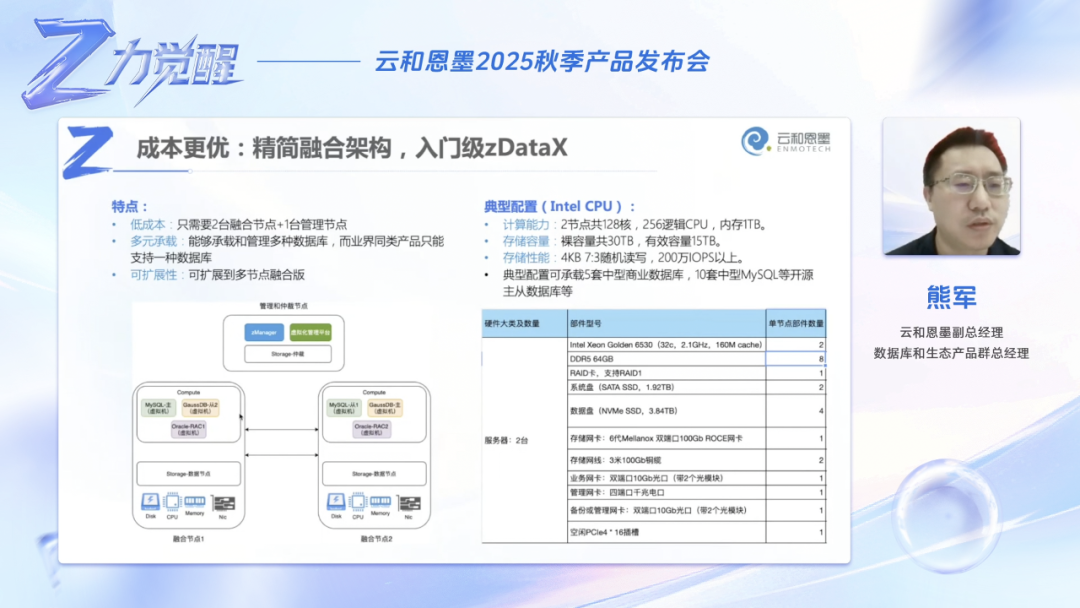 Z力觉醒
云和恩墨2025秋季产品发布会
Z
成本更优：精简融合架构，入门级zDataX
云和恩墨
ENMOTECH
特点：
• 低成本：只需要2台融合节点+1台管理节点
• 多元承载：能够承载和管理多种数据库，而业界同类产品只能
支持一种数据库
• 可扩展性：可扩展到多节点融合版
管理和仲裁节点
zManager
虚拟化管理平台
Storage-仲裁
Compute
MySQL-主
(虚拟机)
GaussDB-从2
(虚拟机)
Oracle-RAC1
(虚拟机)
Storage-数据节点
Disk
CPU
Memory
Nic
融合节点1
Compute
MySQL-从1
(虚拟机)
GaussDB-主
(虚拟机)
Oracle-RAC2
(虚拟机)
Storage-数据节点
Disk
CPU
Memory
Nic
融合节点2
典型配置（Intel CPU）：
• 计算能力：2节点共128核，256逻辑CPU，内存1TB。
• 存储容量：裸容量共30TB，有效容量15TB。
• 存储性能：4KB 7:3随机读写，200万IOPS以上。
• 典型配置可承载5套中型商业数据库，10套中型MySQL等开源
主从数据库等
硬件大类及数量 部件型号 单节点部件数量
服务器：2台
Intel Xeon Golden 6530（32c，2.1GHz，160M cache） 2
DDR5 64GB 8
RAID卡，支持RAID1 1
系统盘（SATA SSD，1.92TB） 2
数据盘（NVMe SSD，3.84TB） 4
存储网卡：6代Mellanox 双端口100Gb ROCE网卡 1
存储网线：3米100Gb铜缆 2
业务网卡：双端口10Gb光口（带2个光模块） 1
管理网卡：四端口千兆电口 1
备份或管理网卡：双端口10Gb光口（带2个光模块） 1
空闲PCIe4 * 16插槽 1
熊军
云和恩墨副总经理
数据库和生态产品群总经理